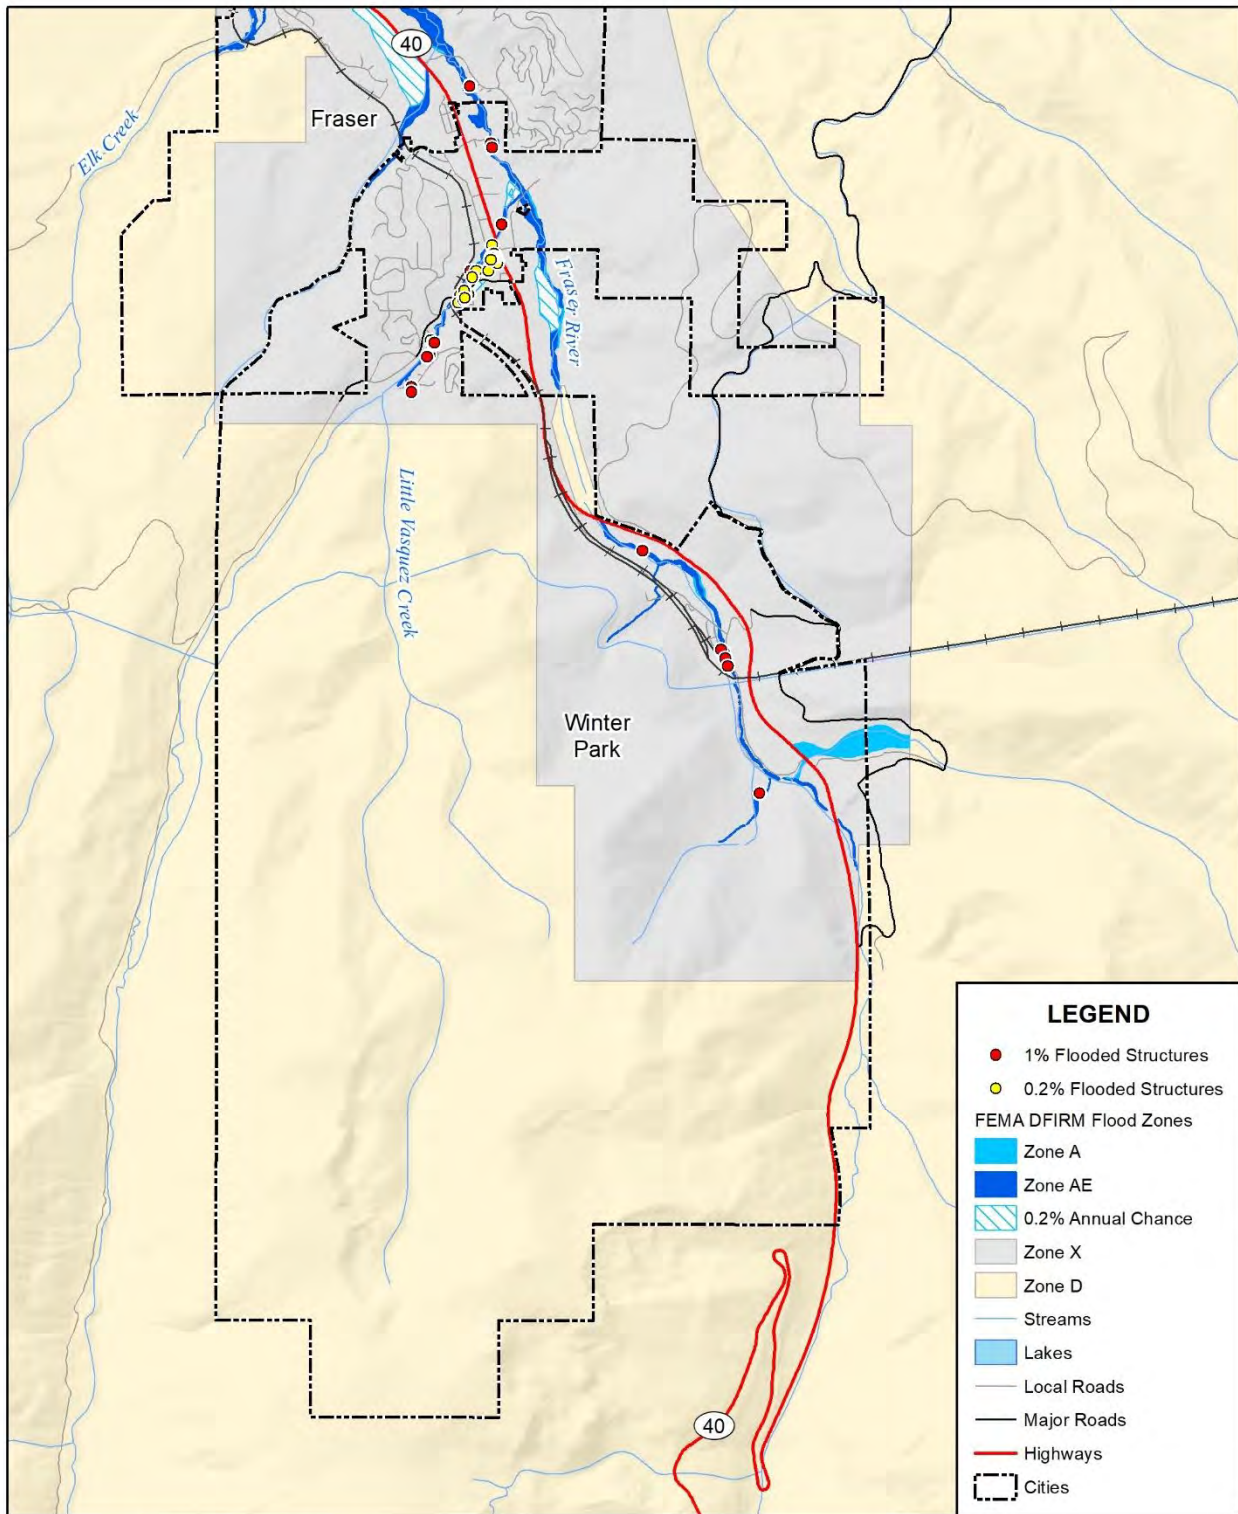 40
Fraser
Elk Creek
Fraser River
Little Vasquez Creek
Winter
Park
40
LEGEND
1% Flooded Structures
0.2% Flooded Structures
FEMA DFIRM Flood Zones
Zone A
Zone AE
0.2% Annual Chance
Zone X
Zone D
Streams
Lakes
Local Roads
Major Roads
Highways
Cities